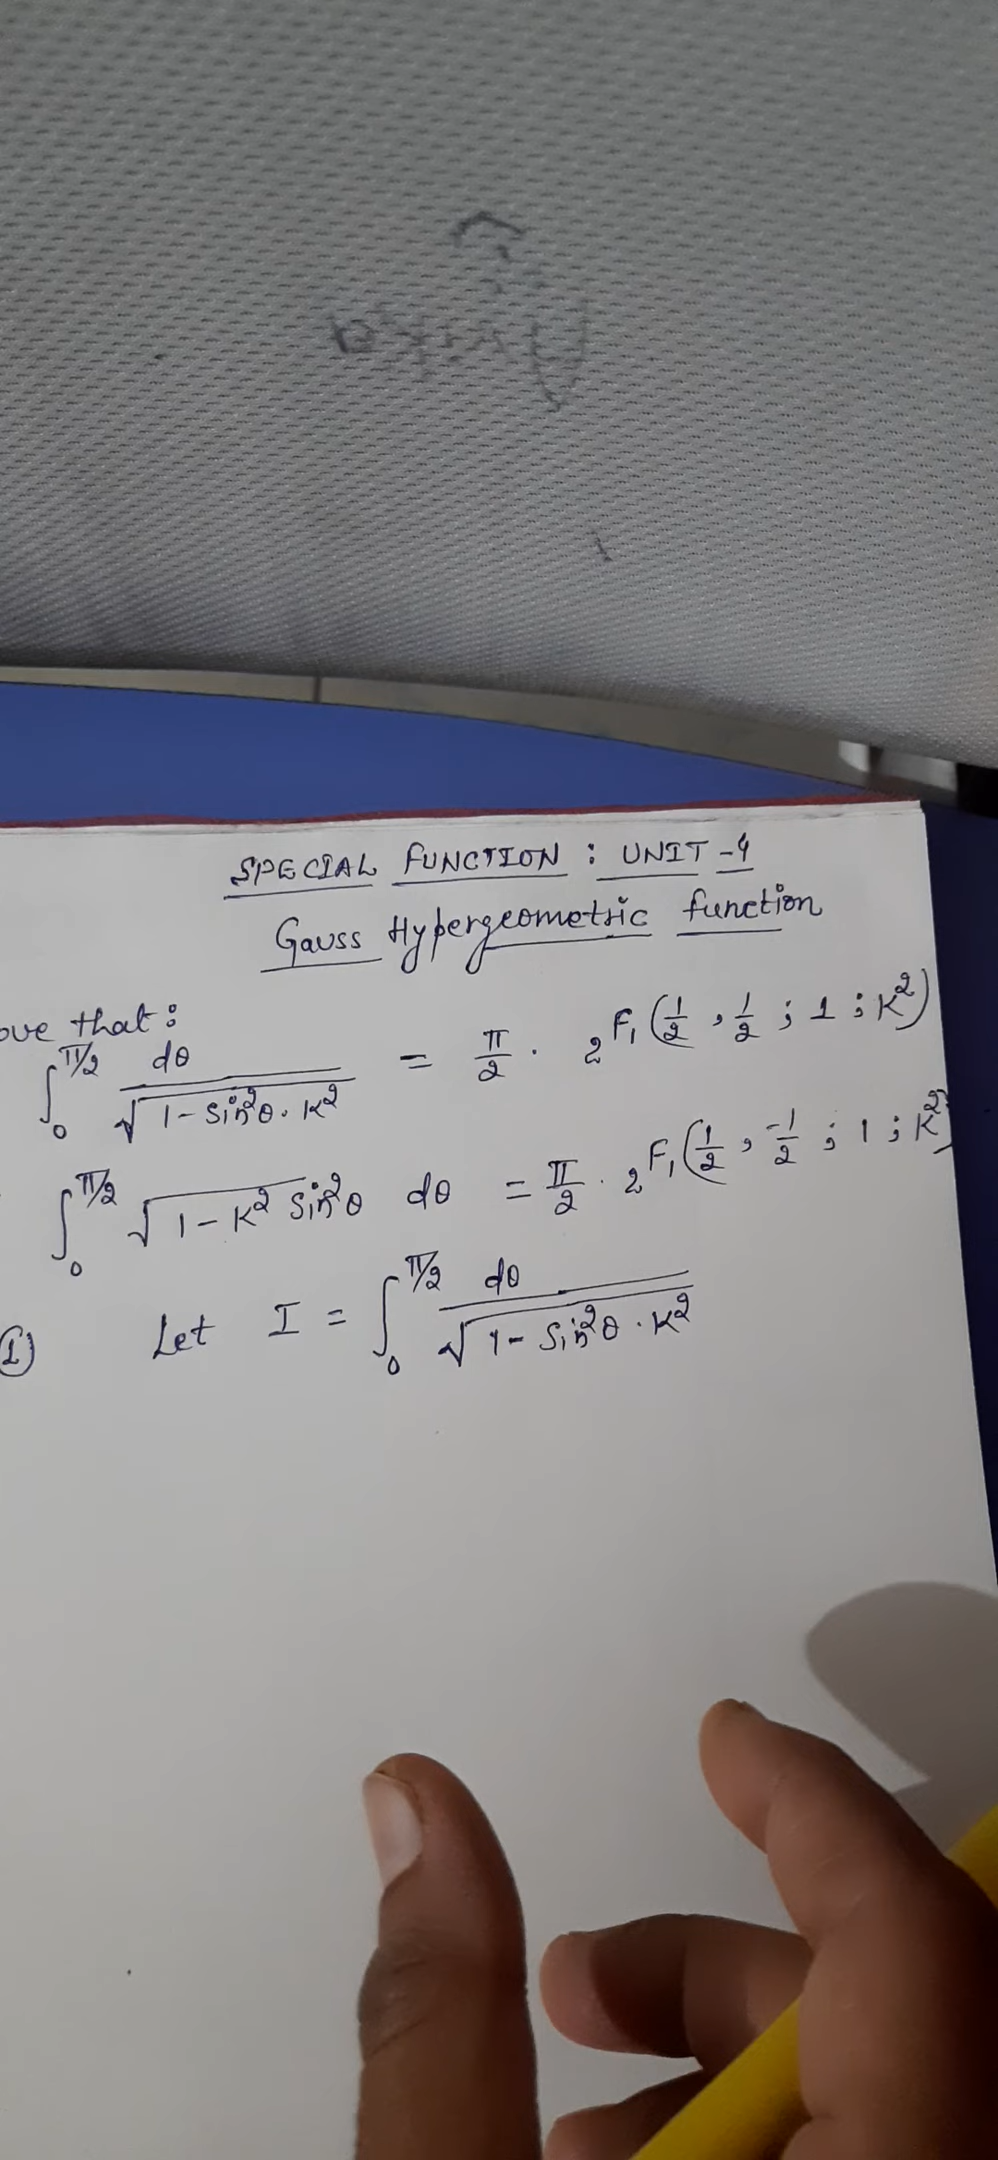 SPECIAL FUNCTION : UNIT-4
Gauss Hypergeometric function
ove that :
∫₀^{π/2} dθ / √(1 - Sin²θ · K²) = π/2 · ₂F₁(1/2 , 1/2 ; 1 ; K²)
∫₀^{π/2} √(1 - K² Sin²θ) dθ = π/2 · ₂F₁(1/2 , -1/2 ; 1 ; K²)
(1) Let I = ∫₀^{π/2} dθ / √(1 - Sin²θ · K²)